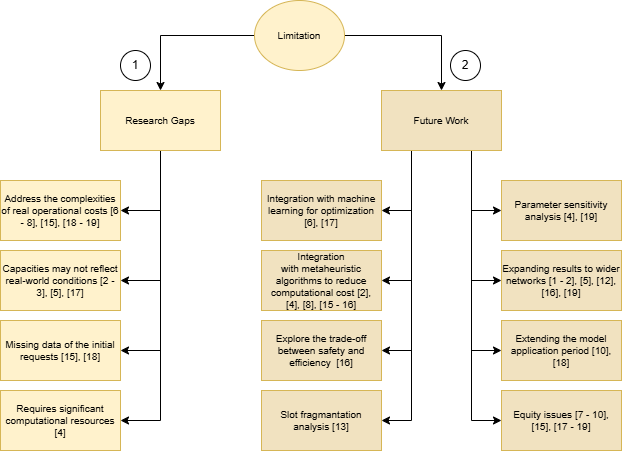 Limitation
1
2
Research Gaps
Future Work
Address the complexities
of real operational costs [6
- 8], [15], [18 - 19]
Capacities may not reflect
real-world conditions [2 -
3], [5], [17]
Missing data of the initial
requests [15], [18]
Requires significant
computational resources
[4]
Integration with machine
learning for optimization
[6], [17]
Integration
with metaheuristic
algorithms to reduce
computational cost [2],
[4], [8], [15 - 16]
Explore the trade-off
between safety and
efficiency [16]
Slot fragmantation
analysis [13]
Parameter sensitivity
analysis [4], [19]
Expanding results to wider
networks [1 - 2], [5], [12],
[16], [19]
Extending the model
application period [10],
[18]
Equity issues [7 - 10],
[15], [17 - 19]